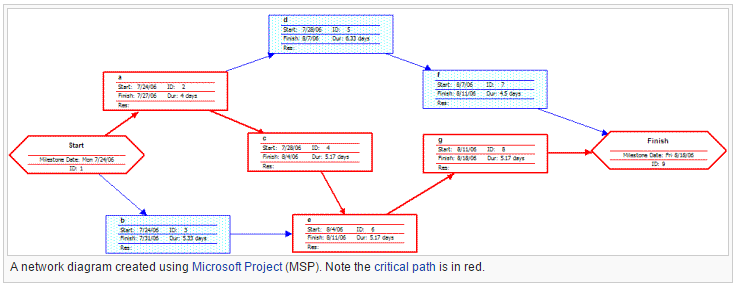 d
Start: 7/28/06 ID: 5
Finish: 8/7/06 Dur: 6.33 days
Res:
a
Start: 7/24/06 ID: 2
Finish: 7/27/06 Dur: 4 days
Res:
f
Start: 8/7/06 ID: 7
Finish: 8/11/06 Dur: 4.5 days
Res:
Start
Milestone Date: Mon 7/24/06
ID: 1
c
Start: 7/28/06 ID: 4
Finish: 8/4/06 Dur: 5.17 days
Res:
g
Start: 8/11/06 ID: 8
Finish: 8/18/06 Dur: 5.17 days
Res:
Finish
Milestone Date: Fri 8/18/06
ID: 9
b
Start: 7/24/06 ID: 3
Finish: 7/31/06 Dur: 5.33 days
Res:
e
Start: 8/4/06 ID: 6
Finish: 8/11/06 Dur: 5.17 days
Res:
A network diagram created using Microsoft Project (MSP). Note the critical path is in red.